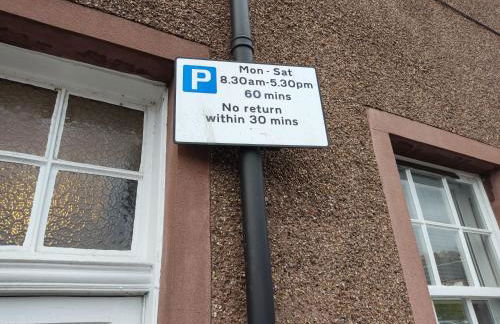 P
Mon - Sat
8.30am-5.30pm
60 mins
No return
within 30 mins